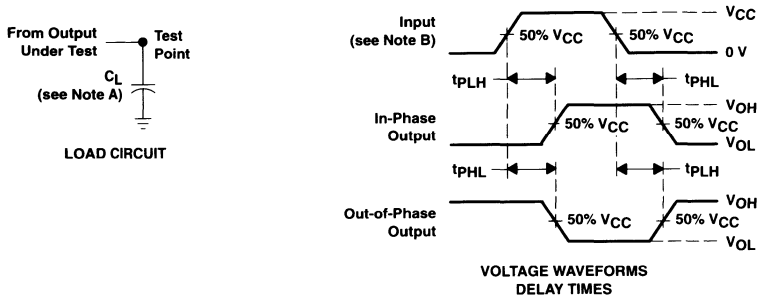 From Output
Under Test
Test
Point
CL
(see Note A)
LOAD CIRCUIT
Input
(see Note B)
50% VCC
50% VCC
VCC
0 V
tPLH
tPHL
In-Phase
Output
50% VCC
50% VCC
VOH
VOL
tPHL
tPLH
Out-of-Phase
Output
50% VCC
50% VCC
VOH
VOL
VOLTAGE WAVEFORMS
DELAY TIMES